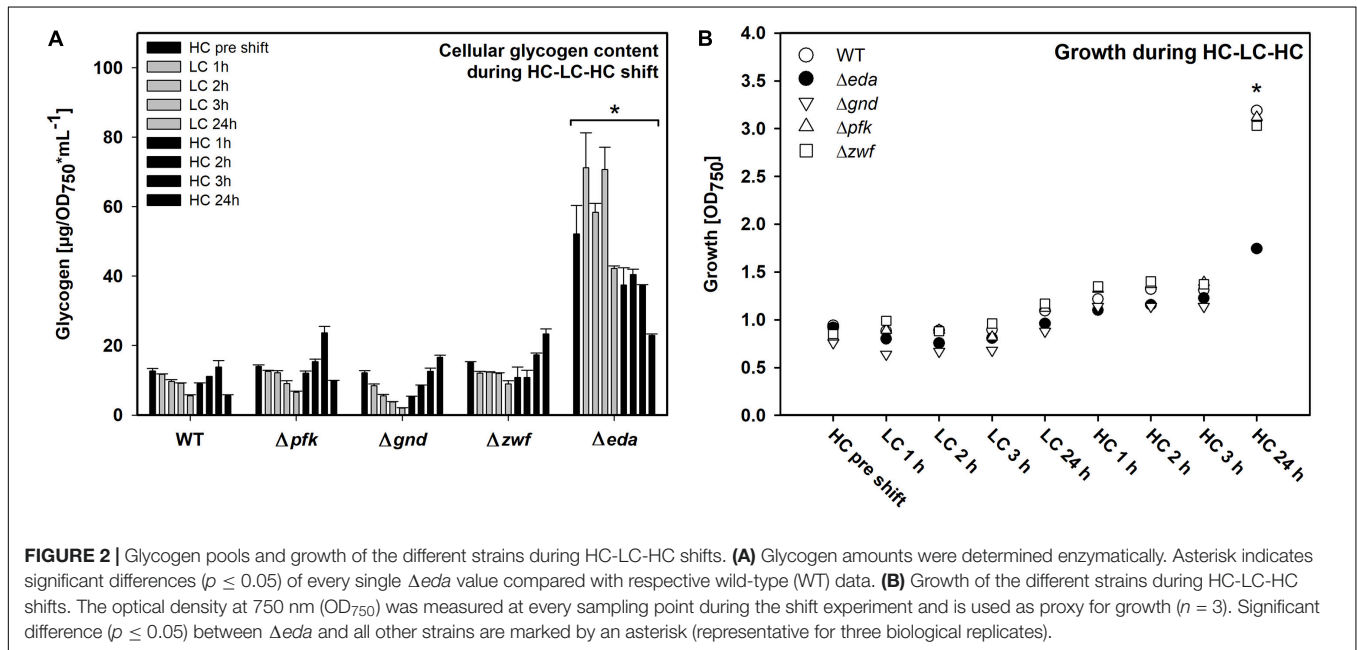 A
Cellular glycogen content
during HC-LC-HC shift
HC pre shift
LC 1h
LC 2h
LC 3h
LC 24h
HC 1h
HC 2h
HC 3h
HC 24h
*
Glycogen [µg/OD750*mL-1]
100
80
60
40
20
0
WT
Δpfk
Δgnd
Δzwf
Δeda
B
Growth during HC-LC-HC
WT
Δeda
Δgnd
Δpfk
Δzwf
*
Growth [OD750]
4.0
3.5
3.0
2.5
2.0
1.5
1.0
0.5
0.0
HC pre shift
LC 1 h
LC 2 h
LC 3 h
LC 24 h
HC 1 h
HC 2 h
HC 3 h
HC 24 h
FIGURE 2 | Glycogen pools and growth of the different strains during HC-LC-HC shifts. (A) Glycogen amounts were determined enzymatically. Asterisk indicates
significant differences (p ≤ 0.05) of every single Δeda value compared with respective wild-type (WT) data. (B) Growth of the different strains during HC-LC-HC
shifts. The optical density at 750 nm (OD750) was measured at every sampling point during the shift experiment and is used as proxy for growth (n = 3). Significant
difference (p ≤ 0.05) between Δeda and all other strains are marked by an asterisk (representative for three biological replicates).